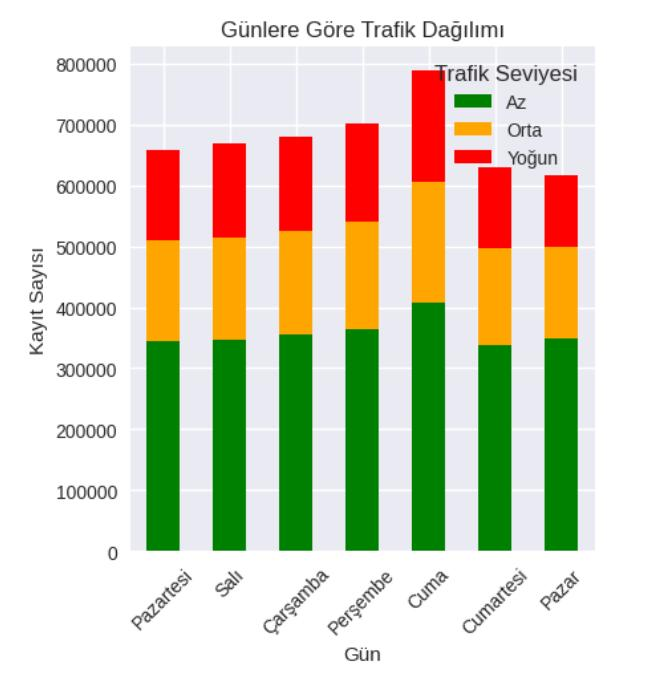 Günlere Göre Trafik Dağılımı
Trafik Seviyesi
Az
Orta
Yoğun
Kayıt Sayısı
800000
700000
600000
500000
400000
300000
200000
100000
0
Pazartesi
Salı
Çarşamba
Perşembe
Cuma
Cumartesi
Pazar
Gün